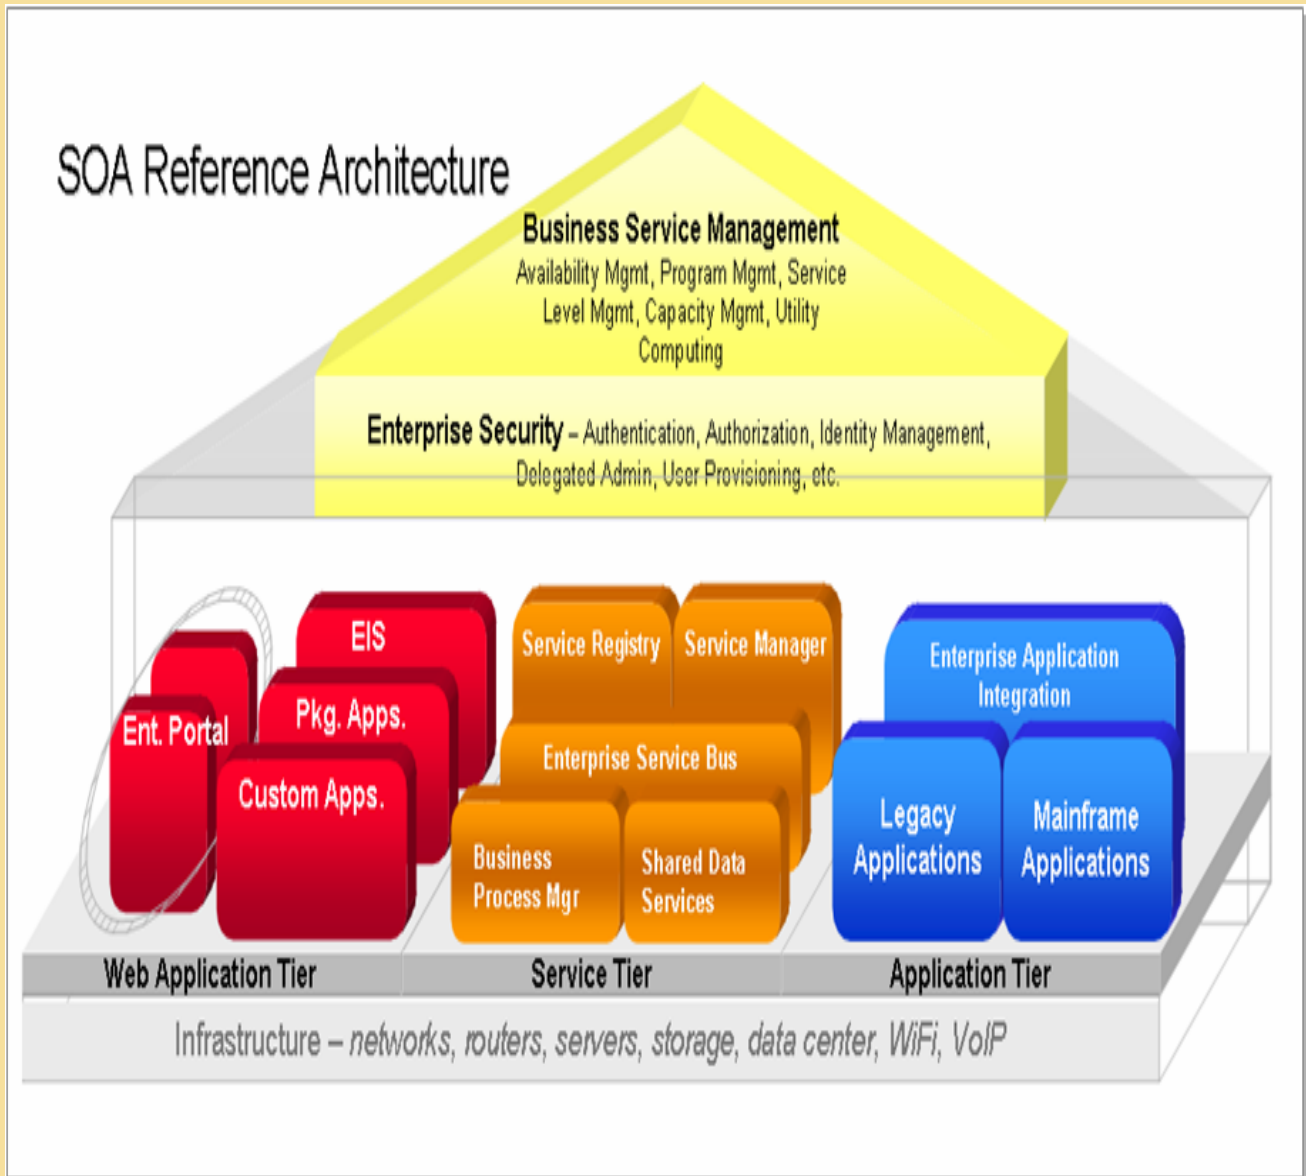 SOA Reference Architecture
Business Service Management
Availability Mgmt, Program Mgmt, Service
Level Mgmt, Capacity Mgmt, Utility
Computing
Enterprise Security – Authentication, Authorization, Identity Management,
Delegated Admin, User Provisioning, etc.
Ent. Portal
EIS
Pkg. Apps.
Custom Apps.
Service Registry
Service Manager
Enterprise Service Bus
Business
Process Mgr
Shared Data
Services
Enterprise Application
Integration
Legacy
Applications
Mainframe
Applications
Web Application Tier
Service Tier
Application Tier
Infrastructure – networks, routers, servers, storage, data center, WiFi, VoIP